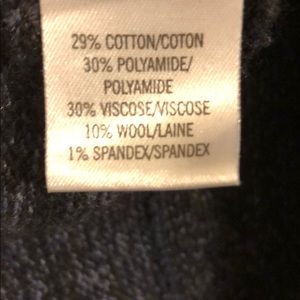 29% COTTON/COTON
30% POLYAMIDE/
POLYAMIDE
30% VISCOSE/VISCOSE
10% WOOL/LAINE
1% SPANDEX/SPANDEX